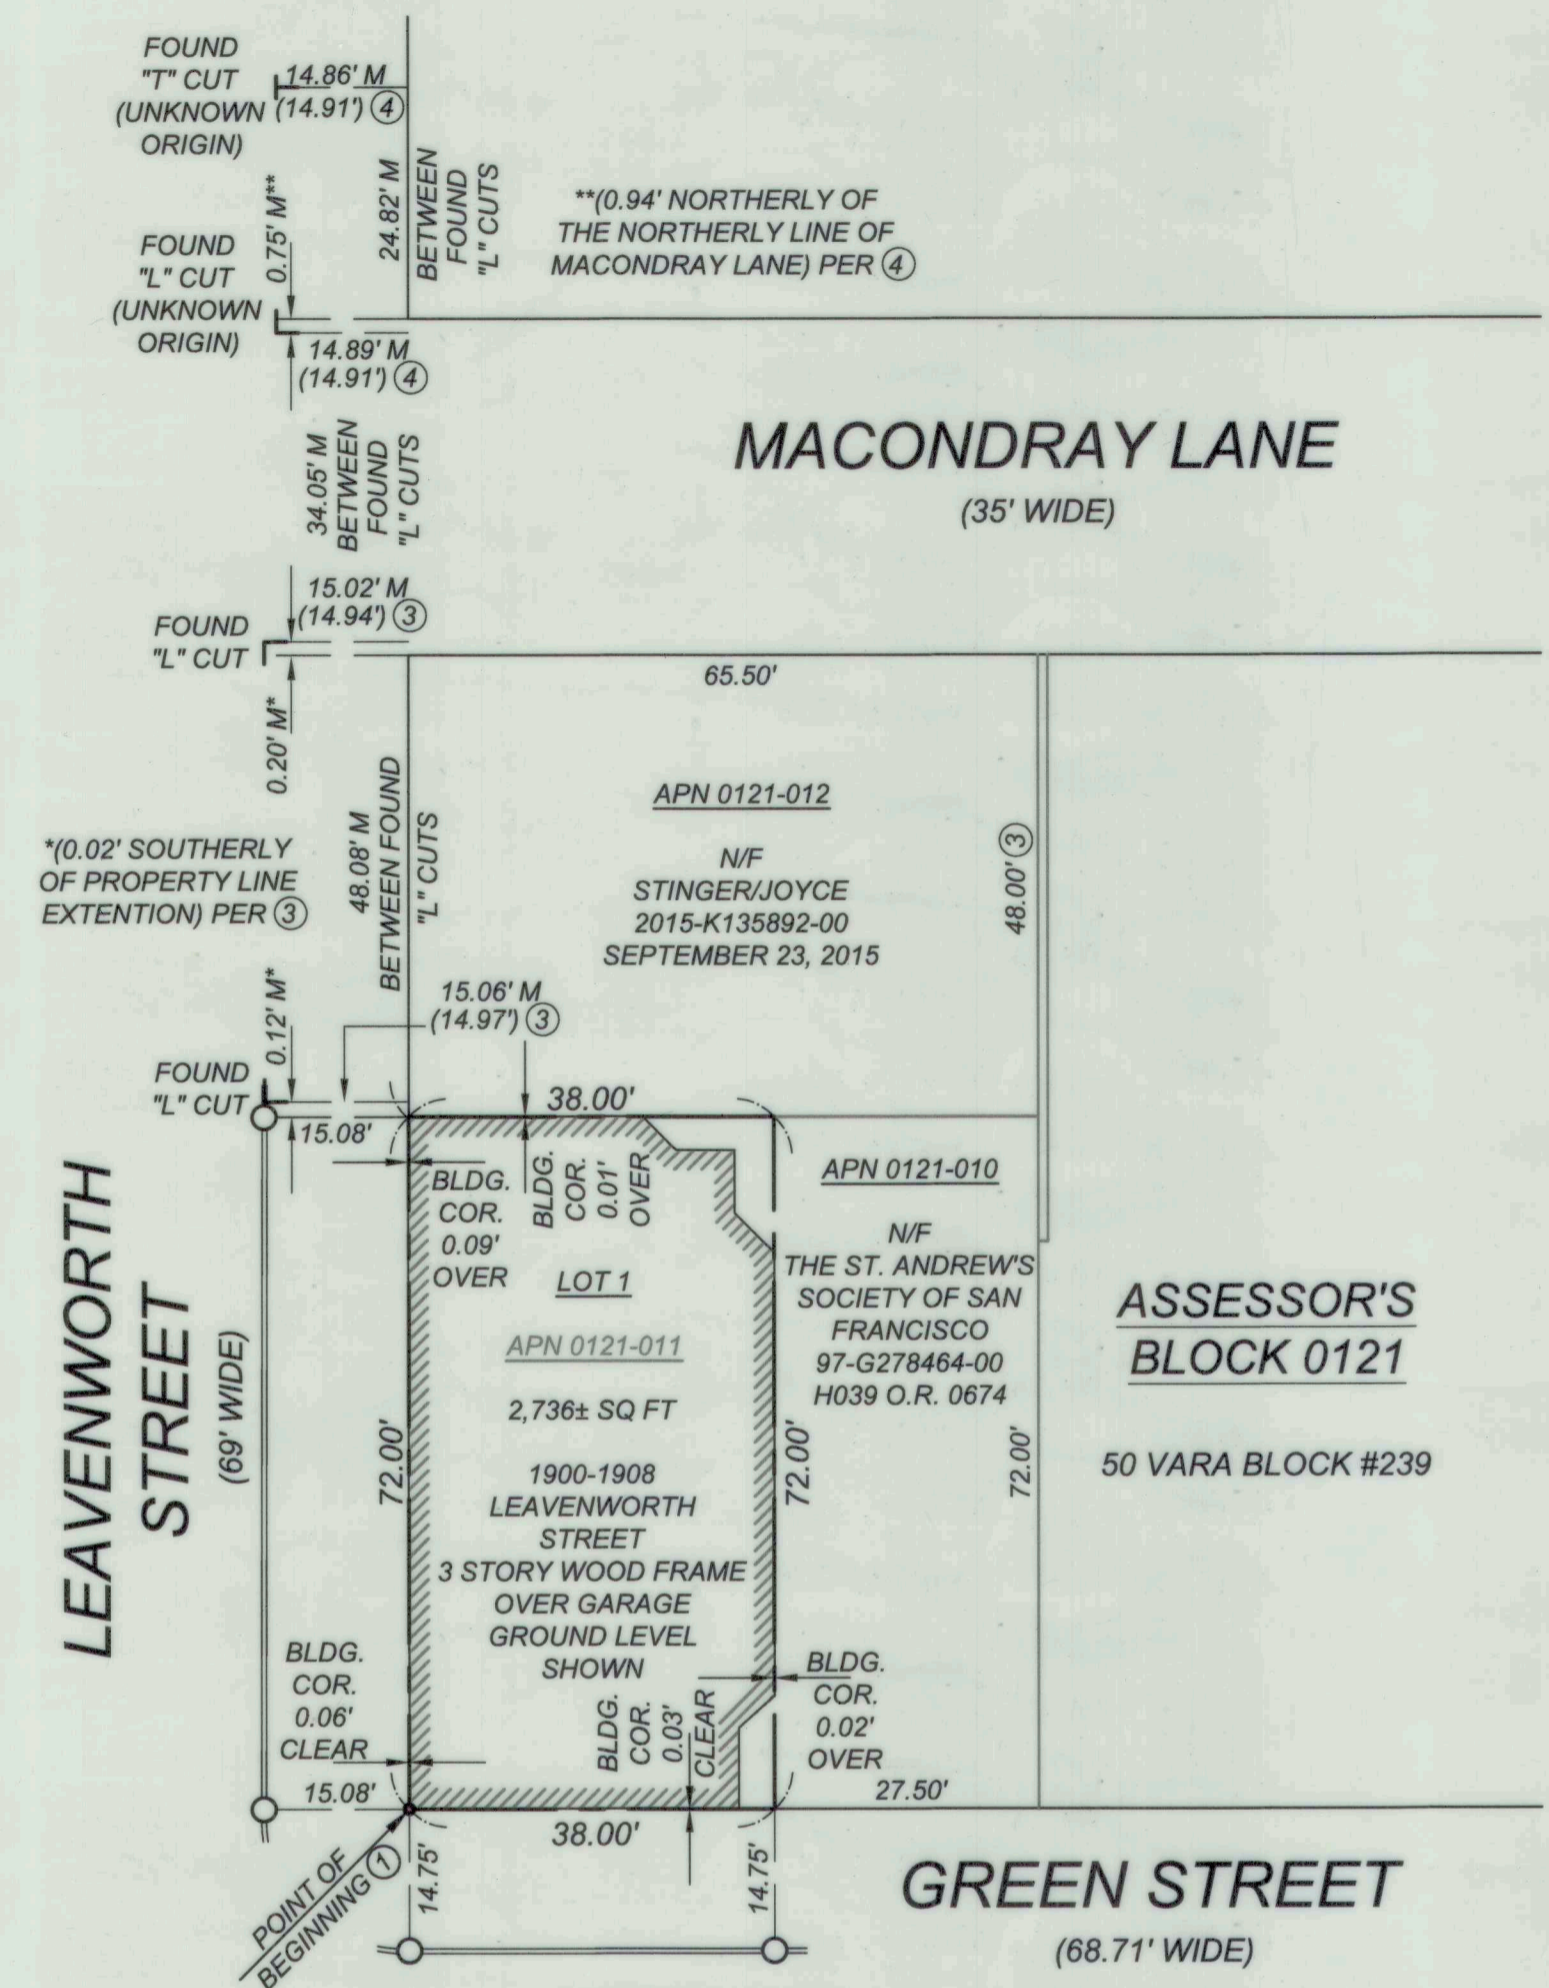 FOUND
"T" CUT
(UNKNOWN
ORIGIN)
14.86' M
(14.91') 4
24.82' M
BETWEEN
FOUND
"L" CUTS
0.75' M**
FOUND
"L" CUT
(UNKNOWN
ORIGIN)
**(0.94' NORTHERLY OF
THE NORTHERLY LINE OF
MACONDRAY LANE) PER 4
14.89' M
(14.91') 4
34.05' M
BETWEEN
FOUND
"L" CUTS
MACONDRAY LANE
(35' WIDE)
15.02' M
(14.94') 3
FOUND
"L" CUT
0.20' M*
65.50'
APN 0121-012
N/F
STINGER/JOYCE
2015-K135892-00
SEPTEMBER 23, 2015
48.00' 3
48.08' M
BETWEEN FOUND
"L" CUTS
*(0.02' SOUTHERLY
OF PROPERTY LINE
EXTENTION) PER 3
0.12' M*
15.06' M
(14.97') 3
FOUND
"L" CUT
15.08'
38.00'
BLDG.
COR.
0.09'
OVER
BLDG.
COR.
0.01'
OVER
APN 0121-010
N/F
THE ST. ANDREW'S
SOCIETY OF SAN
FRANCISCO
97-G278464-00
H039 O.R. 0674
LOT 1
APN 0121-011
2,736± SQ FT
1900-1908
LEAVENWORTH
STREET
3 STORY WOOD FRAME
OVER GARAGE
GROUND LEVEL
SHOWN
LEAVENWORTH
STREET
(69' WIDE)
72.00'
72.00'
72.00'
ASSESSOR'S
BLOCK 0121
50 VARA BLOCK #239
BLDG.
COR.
0.06'
CLEAR
BLDG.
COR.
0.03'
CLEAR
BLDG.
COR.
0.02'
OVER
15.08'
27.50'
38.00'
POINT OF
BEGINNING 1
14.75'
14.75'
GREEN STREET
(68.71' WIDE)